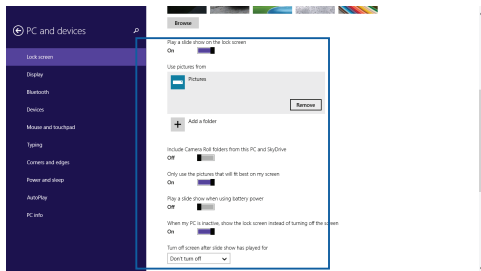 Browse
PC and devices
Play a slide show on the lock screen
On
Lock screen
Use pictures from
Display
Pictures
Bluetooth
Devices
Remove
Mouse and touchpad
Add a folder
Typing
Include Camera Roll folders from this PC and SkyDrive
Off
Corners and edges
Only use the pictures that will fit best on my screen
Power and sleep
On
AutoPlay
Play a slide show when using battery power
Off
PC info
When my PC is inactive, show the lock screen instead of turning off the screen
On
Turn off screen after slide show has played for
Don't turn off